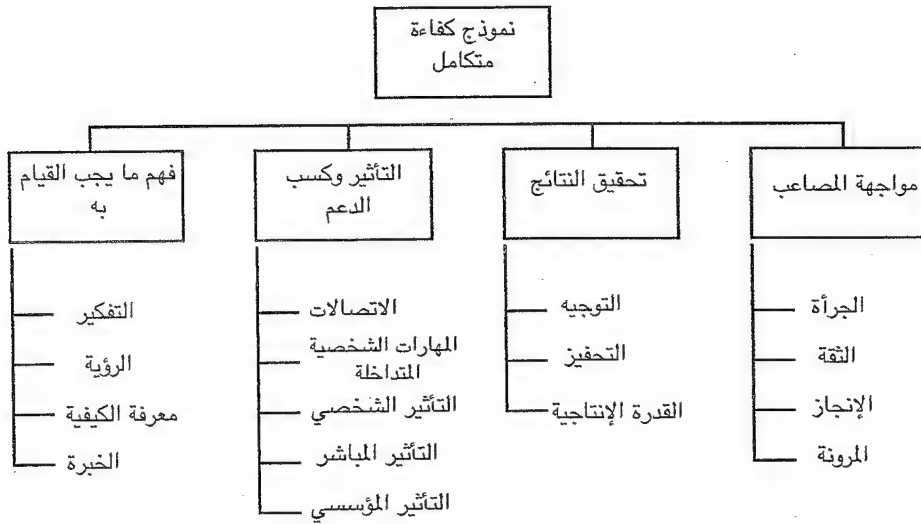 نموذج كفاءة
متكامل
مواجهة المصاعب
الجرأة
الثقة
الإنجاز
المرونة
تحقيق النتائج
التوجيه
التحفيز
القدرة الإنتاجية
التأثير وكسب
الدعم
الاتصالات
المهارات الشخصية
المتداخلة
التأثير الشخصي
التأثير المباشر
التأثير المؤسسي
فهم ما يجب القيام
به
التفكير
الرؤية
معرفة الكيفية
الخبرة